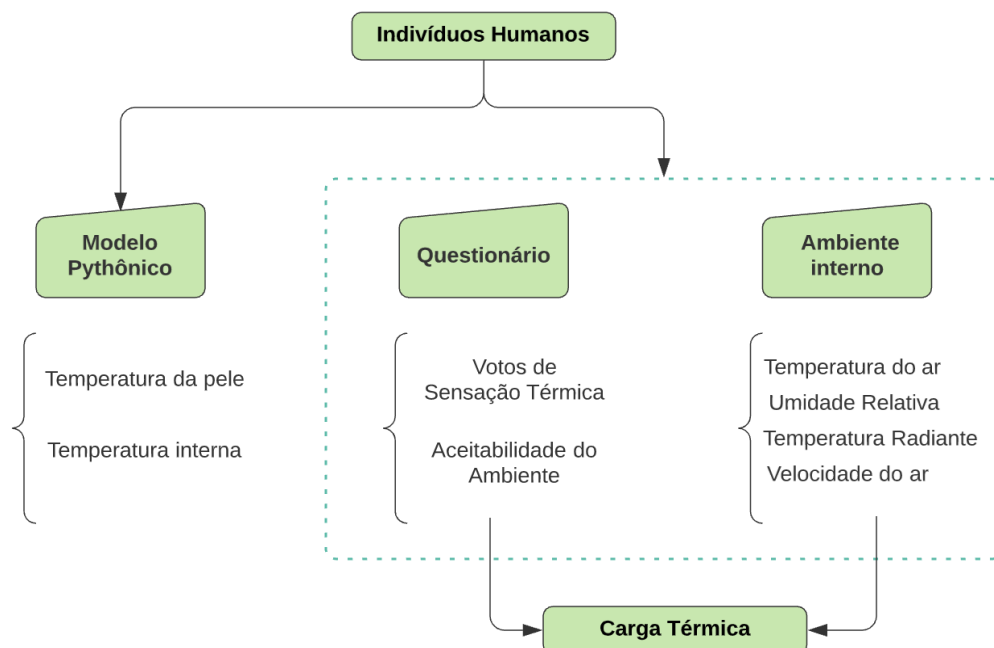 Indivíduos Humanos
Modelo
Pythônico
Questionário
Ambiente
interno
Temperatura da pele
Temperatura interna
Votos de
Sensação Térmica
Aceitabilidade do
Ambiente
Temperatura do ar
Umidade Relativa
Temperatura Radiante
Velocidade do ar
Carga Térmica